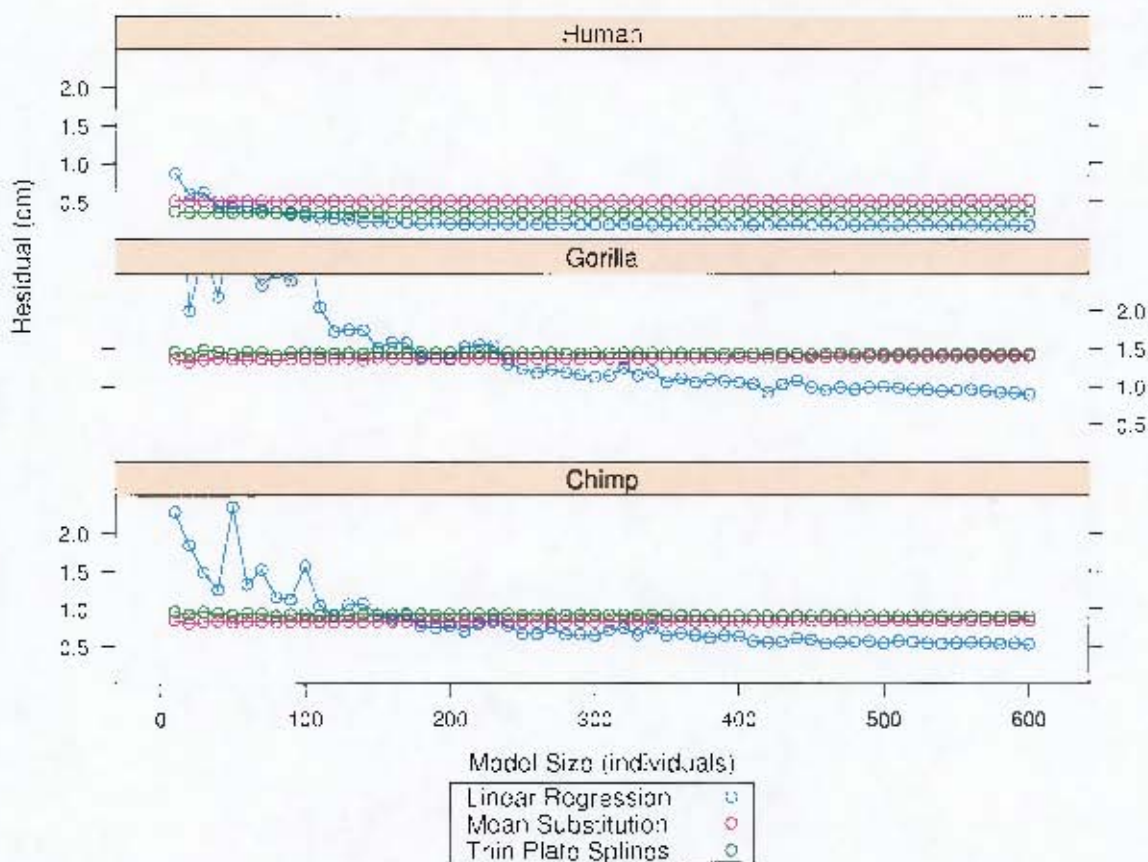 Human
2.0
1.5
1.0
0.5
Gorilla
2.0
1.5
1.0
0.5
Chimp
2.0
1.5
1.0
0.5
Residual (cm)
0 100 200 300 400 500 600
Model Size (individuals)
Linear Regression
Mean Substitution
Thin Plate Splines